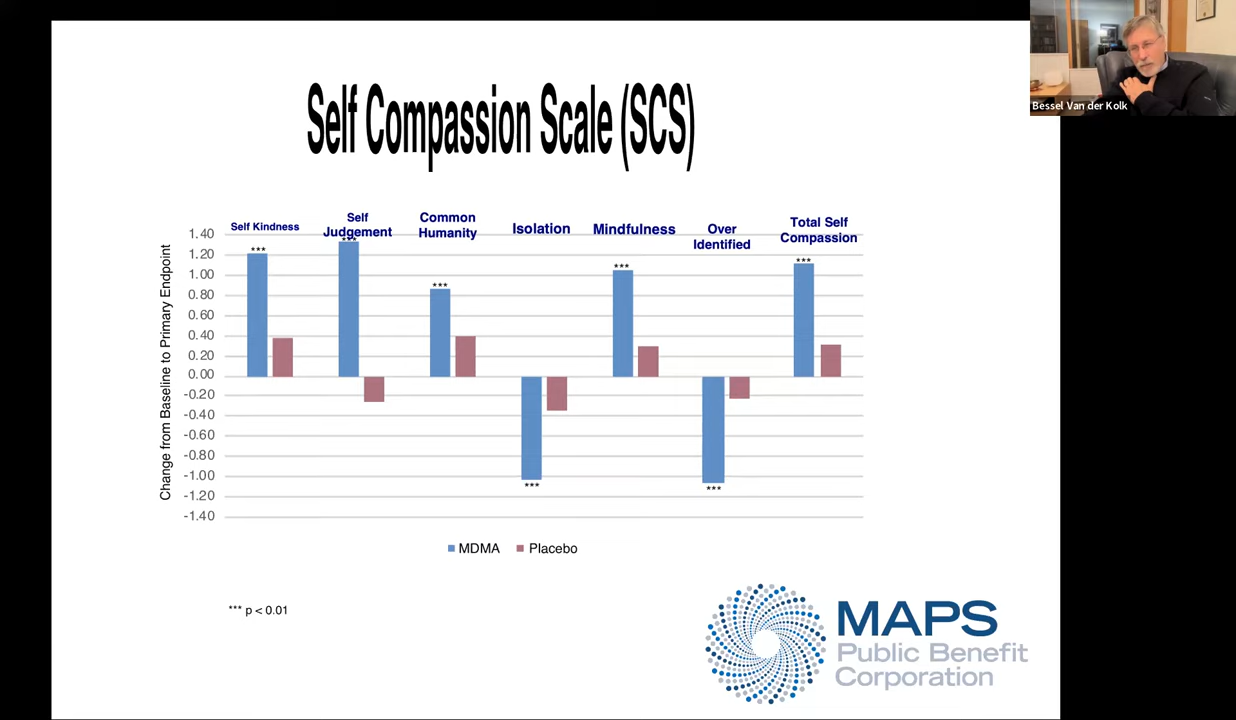 Bessel Van der Kolk
Self Compassion Scale (SCS)
Self Kindness
Self
Judgement
Common
Humanity
Isolation
Mindfulness
Over
Identified
Total Self
Compassion
Change from Baseline to Primary Endpoint
1.40
1.20
1.00
0.80
0.60
0.40
0.20
0.00
-0.20
-0.40
-0.60
-0.80
-1.00
-1.20
-1.40
***
***
***
***
***
***
***
MDMA
Placebo
*** p < 0.01
MAPS
Public Benefit
Corporation